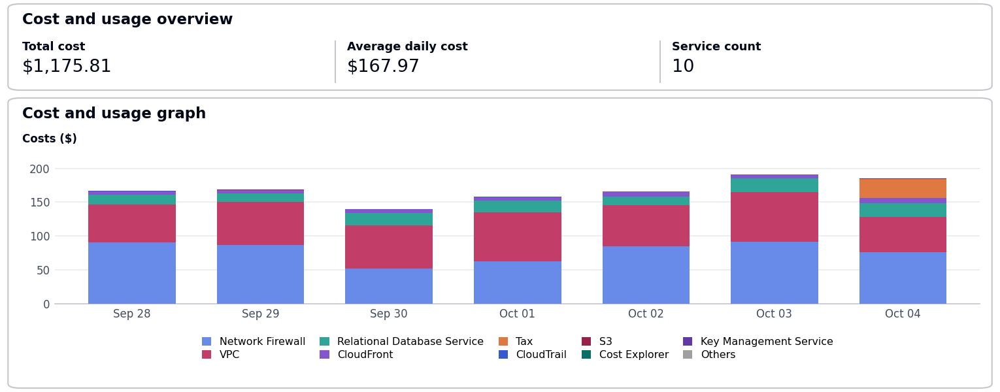 Cost and usage overview
Total cost Average daily cost Service count
$1,175.81 $167.97 10
Cost and usage graph
Costs ($)
200
150
100
50
0
Sep 28 Sep 29 Sep 30 Oct 01 Oct 02 Oct 03 Oct 04
Network Firewall Relational Database Service Tax S3 Key Management Service
VPC CloudFront CloudTrail Cost Explorer Others